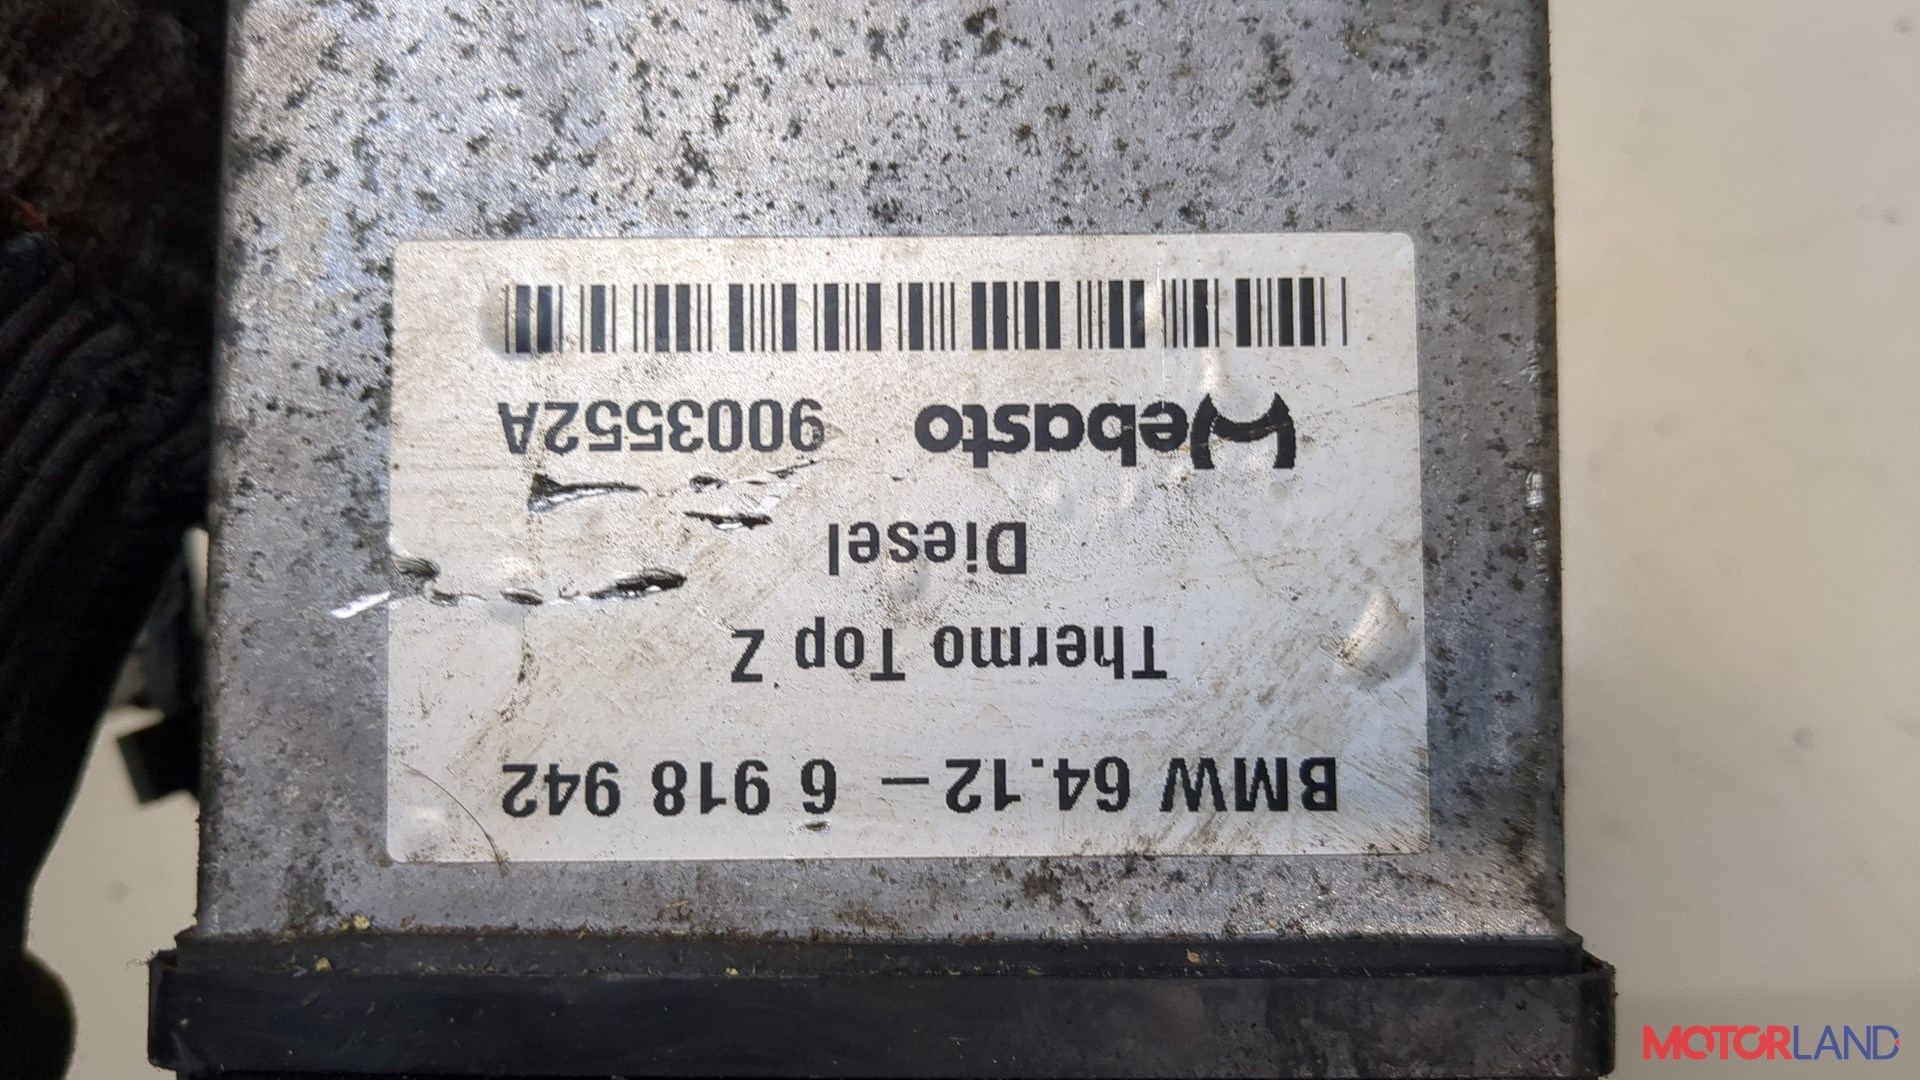 BMW 64.12 – 6 918 942
Thermo Top Z
Diesel
Webasto 9003552A
MOTORLAND